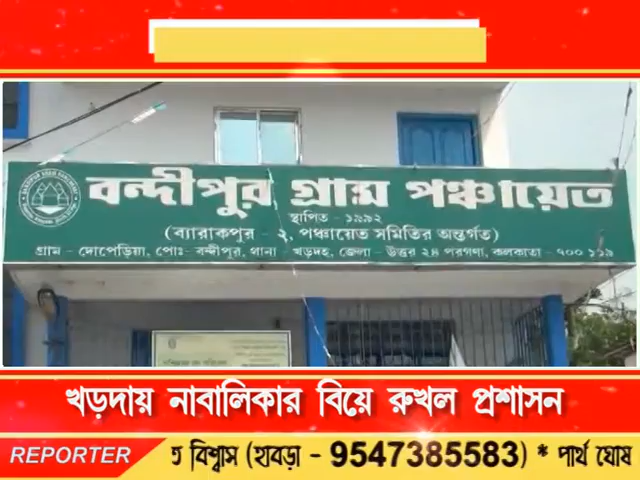 বন্দীপুর গ্রাম পঞ্চায়েত
স্থাপিত - ১৯৯২
(ব্যারাকপুর - ২, পঞ্চায়েত সমিতির অন্তর্গত)
গ্রাম - দোপেড়িয়া, পোঃ- বন্দীপুর, থানা - খড়দহ, জেলা - উত্তর ২৪ পরগণা, কলকাতা - ৭০০ ১১৯
খড়দায় নাবালিকার বিয়ে রুখল প্রশাসন
REPORTER ত বিশ্বাস (হাবড়া - 9547385583) * পার্থ ঘোষ